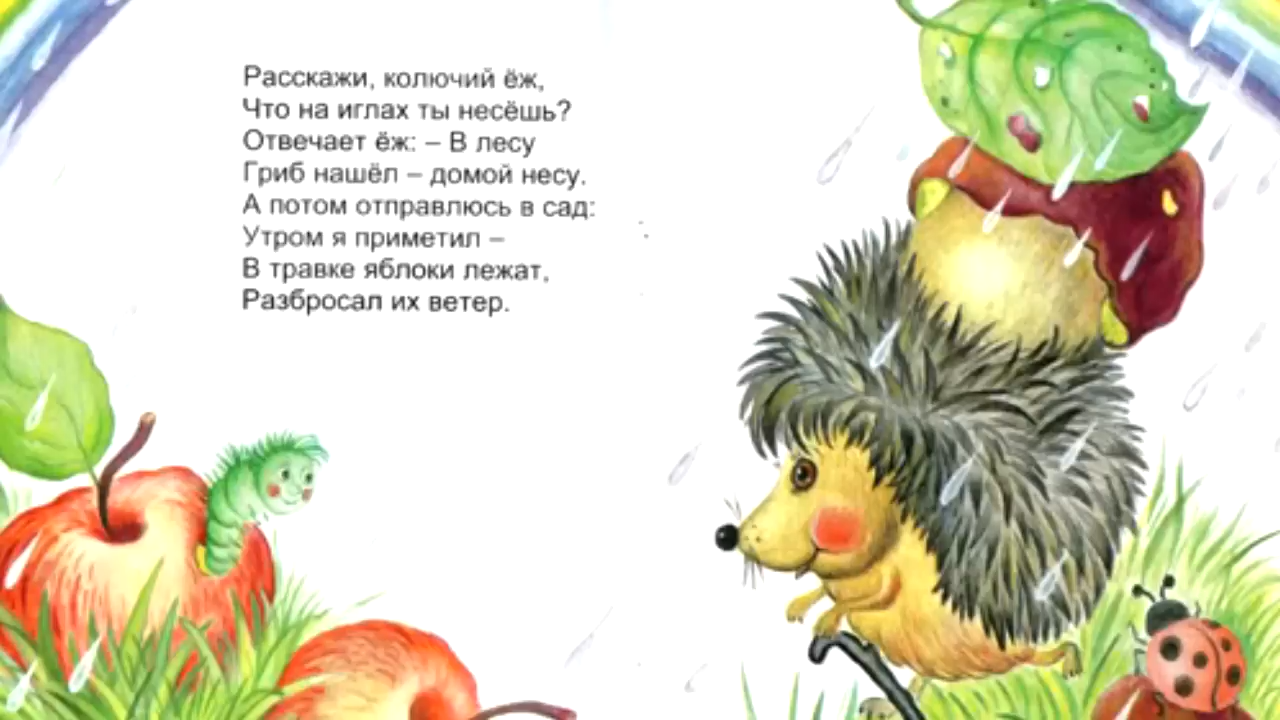 Расскажи, колючий ёж,
Что на иглах ты несёшь?
Отвечает ёж: – В лесу
Гриб нашёл – домой несу.
А потом отправлюсь в сад:
Утром я приметил –
В травке яблоки лежат,
Разбросал их ветер.